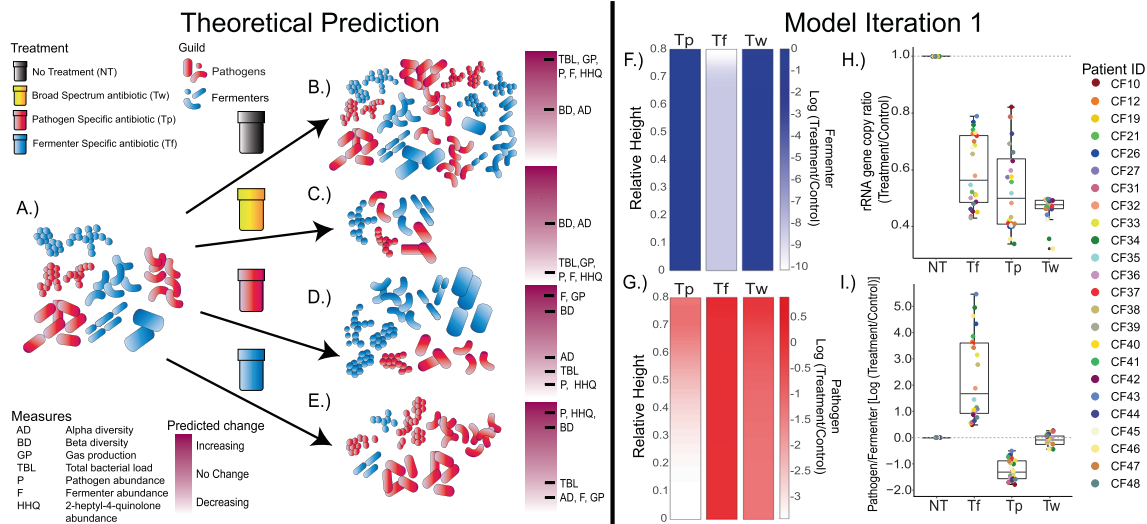 Theoretical Prediction
Treatment
No Treatment (NT)
Broad Spectrum antibiotic (Tw)
Pathogen Specific antibiotic (Tp)
Fermenter Specific antibiotic (Tf)
Guild
Pathogens
Fermenters
A.)
B.)
TBL, GP,
P, F, HHQ
BD, AD
C.)
BD, AD
TBL,GP,
P, F, HHQ
D.)
F, GP
BD
AD
TBL
P, HHQ
E.)
P, HHQ,
BD
TBL
AD, F, GP
Measures
AD Alpha diversity
BD Beta diversity
GP Gas production
TBL Total bacterial load
P Pathogen abundance
F Fermenter abundance
HHQ 2-heptyl-4-quinolone
abundance
Predicted change
Increasing
No Change
Decreasing
Model Iteration 1
F.)
Tp Tf Tw
Relative Height
0.8
0.7
0.6
0.5
0.4
0.3
0.2
0.1
0
0
-1
-2
-3
-4
-5
-6
-7
-8
-9
-10
Fermenter
Log (Treatment/Control)
G.)
Tp Tf Tw
Relative Height
0.8
0.7
0.6
0.5
0.4
0.3
0.2
0.1
0
0.5
0
-0.5
-1
-1.5
-2
-2.5
-3
Pathogen
Log (Treatment/Control)
H.)
rRNA gene copy ratio
(Treatment/Control)
1.0
0.8
0.6
0.4
NT Tf Tp Tw
I.)
Pathogen/Fermenter [Log (Treatment/Control)]
5.0
4.0
3.0
2.0
1.0
0.0
−1.0
−2.0
NT Tf Tp Tw
Patient ID
CF10
CF12
CF19
CF21
CF26
CF27
CF31
CF32
CF33
CF34
CF35
CF36
CF37
CF38
CF39
CF40
CF41
CF42
CF43
CF44
CF45
CF46
CF47
CF48